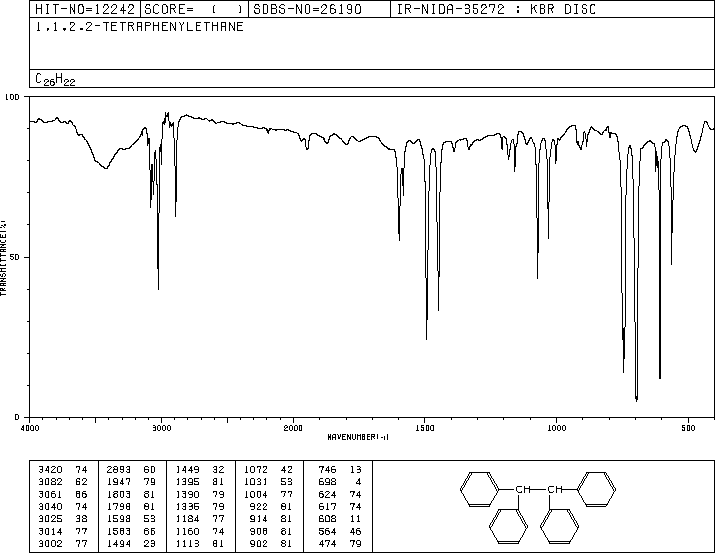 HIT-NO=12242 SCORE= ( ) SDBS-NO=26190 IR-NIDA-35272 : KBR DISC
1,1,2,2-TETRAPHENYLETHANE
C26H22
100
TRANSMITTANCE(%)
50
0
4000 3000 2000 1500 1000 500
WAVENUMBER(-1)
3420 74 2893 60 1449 32 1072 42 746 13
3082 62 1947 79 1395 81 1031 53 698 4
3061 66 1803 81 1390 79 1004 77 624 74
3040 74 1798 81 1336 79 922 81 617 74
3025 38 1598 53 1184 77 914 81 608 11
3014 77 1583 66 1160 74 908 81 564 46
3002 77 1494 23 1113 81 902 81 474 79
CH CH